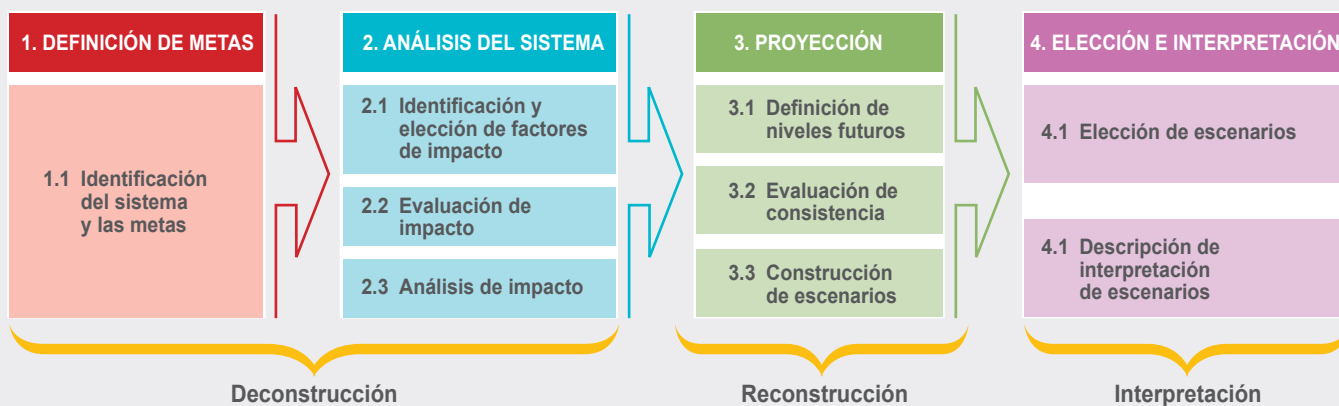 1. DEFINICIÓN DE METAS
1.1 Identificación
del sistema
y las metas
2. ANÁLISIS DEL SISTEMA
2.1 Identificación y
elección de factores
de impacto
2.2 Evaluación de
impacto
2.3 Análisis de impacto
3. PROYECCIÓN
3.1 Definición de
niveles futuros
3.2 Evaluación de
consistencia
3.3 Construcción
de escenarios
4. ELECCIÓN E INTERPRETACIÓN
4.1 Elección de escenarios
4.1 Descripción de
interpretación
de escenarios
Deconstrucción
Reconstrucción
Interpretación